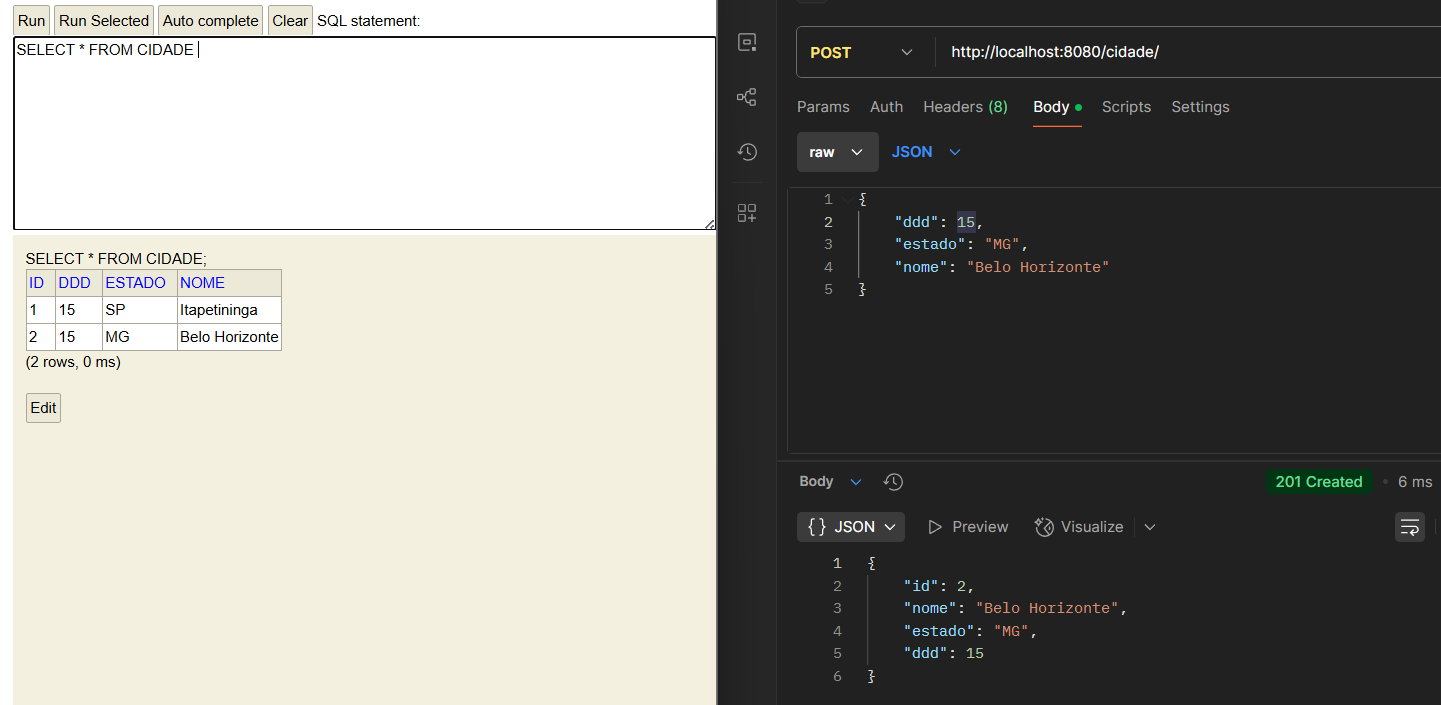 Run Run Selected Auto complete Clear SQL statement:
SELECT * FROM CIDADE
SELECT * FROM CIDADE;
ID DDD ESTADO NOME
1 15 SP Itapetininga
2 15 MG Belo Horizonte
(2 rows, 0 ms)
Edit
POST http://localhost:8080/cidade/
Params Auth Headers (8) Body Scripts Settings
raw JSON
1 {
2 "ddd": 15,
3 "estado": "MG",
4 "nome": "Belo Horizonte"
5 }
Body 201 Created • 6 ms
{} JSON Preview Visualize
1 {
2 "id": 2,
3 "nome": "Belo Horizonte",
4 "estado": "MG",
5 "ddd": 15
6 }